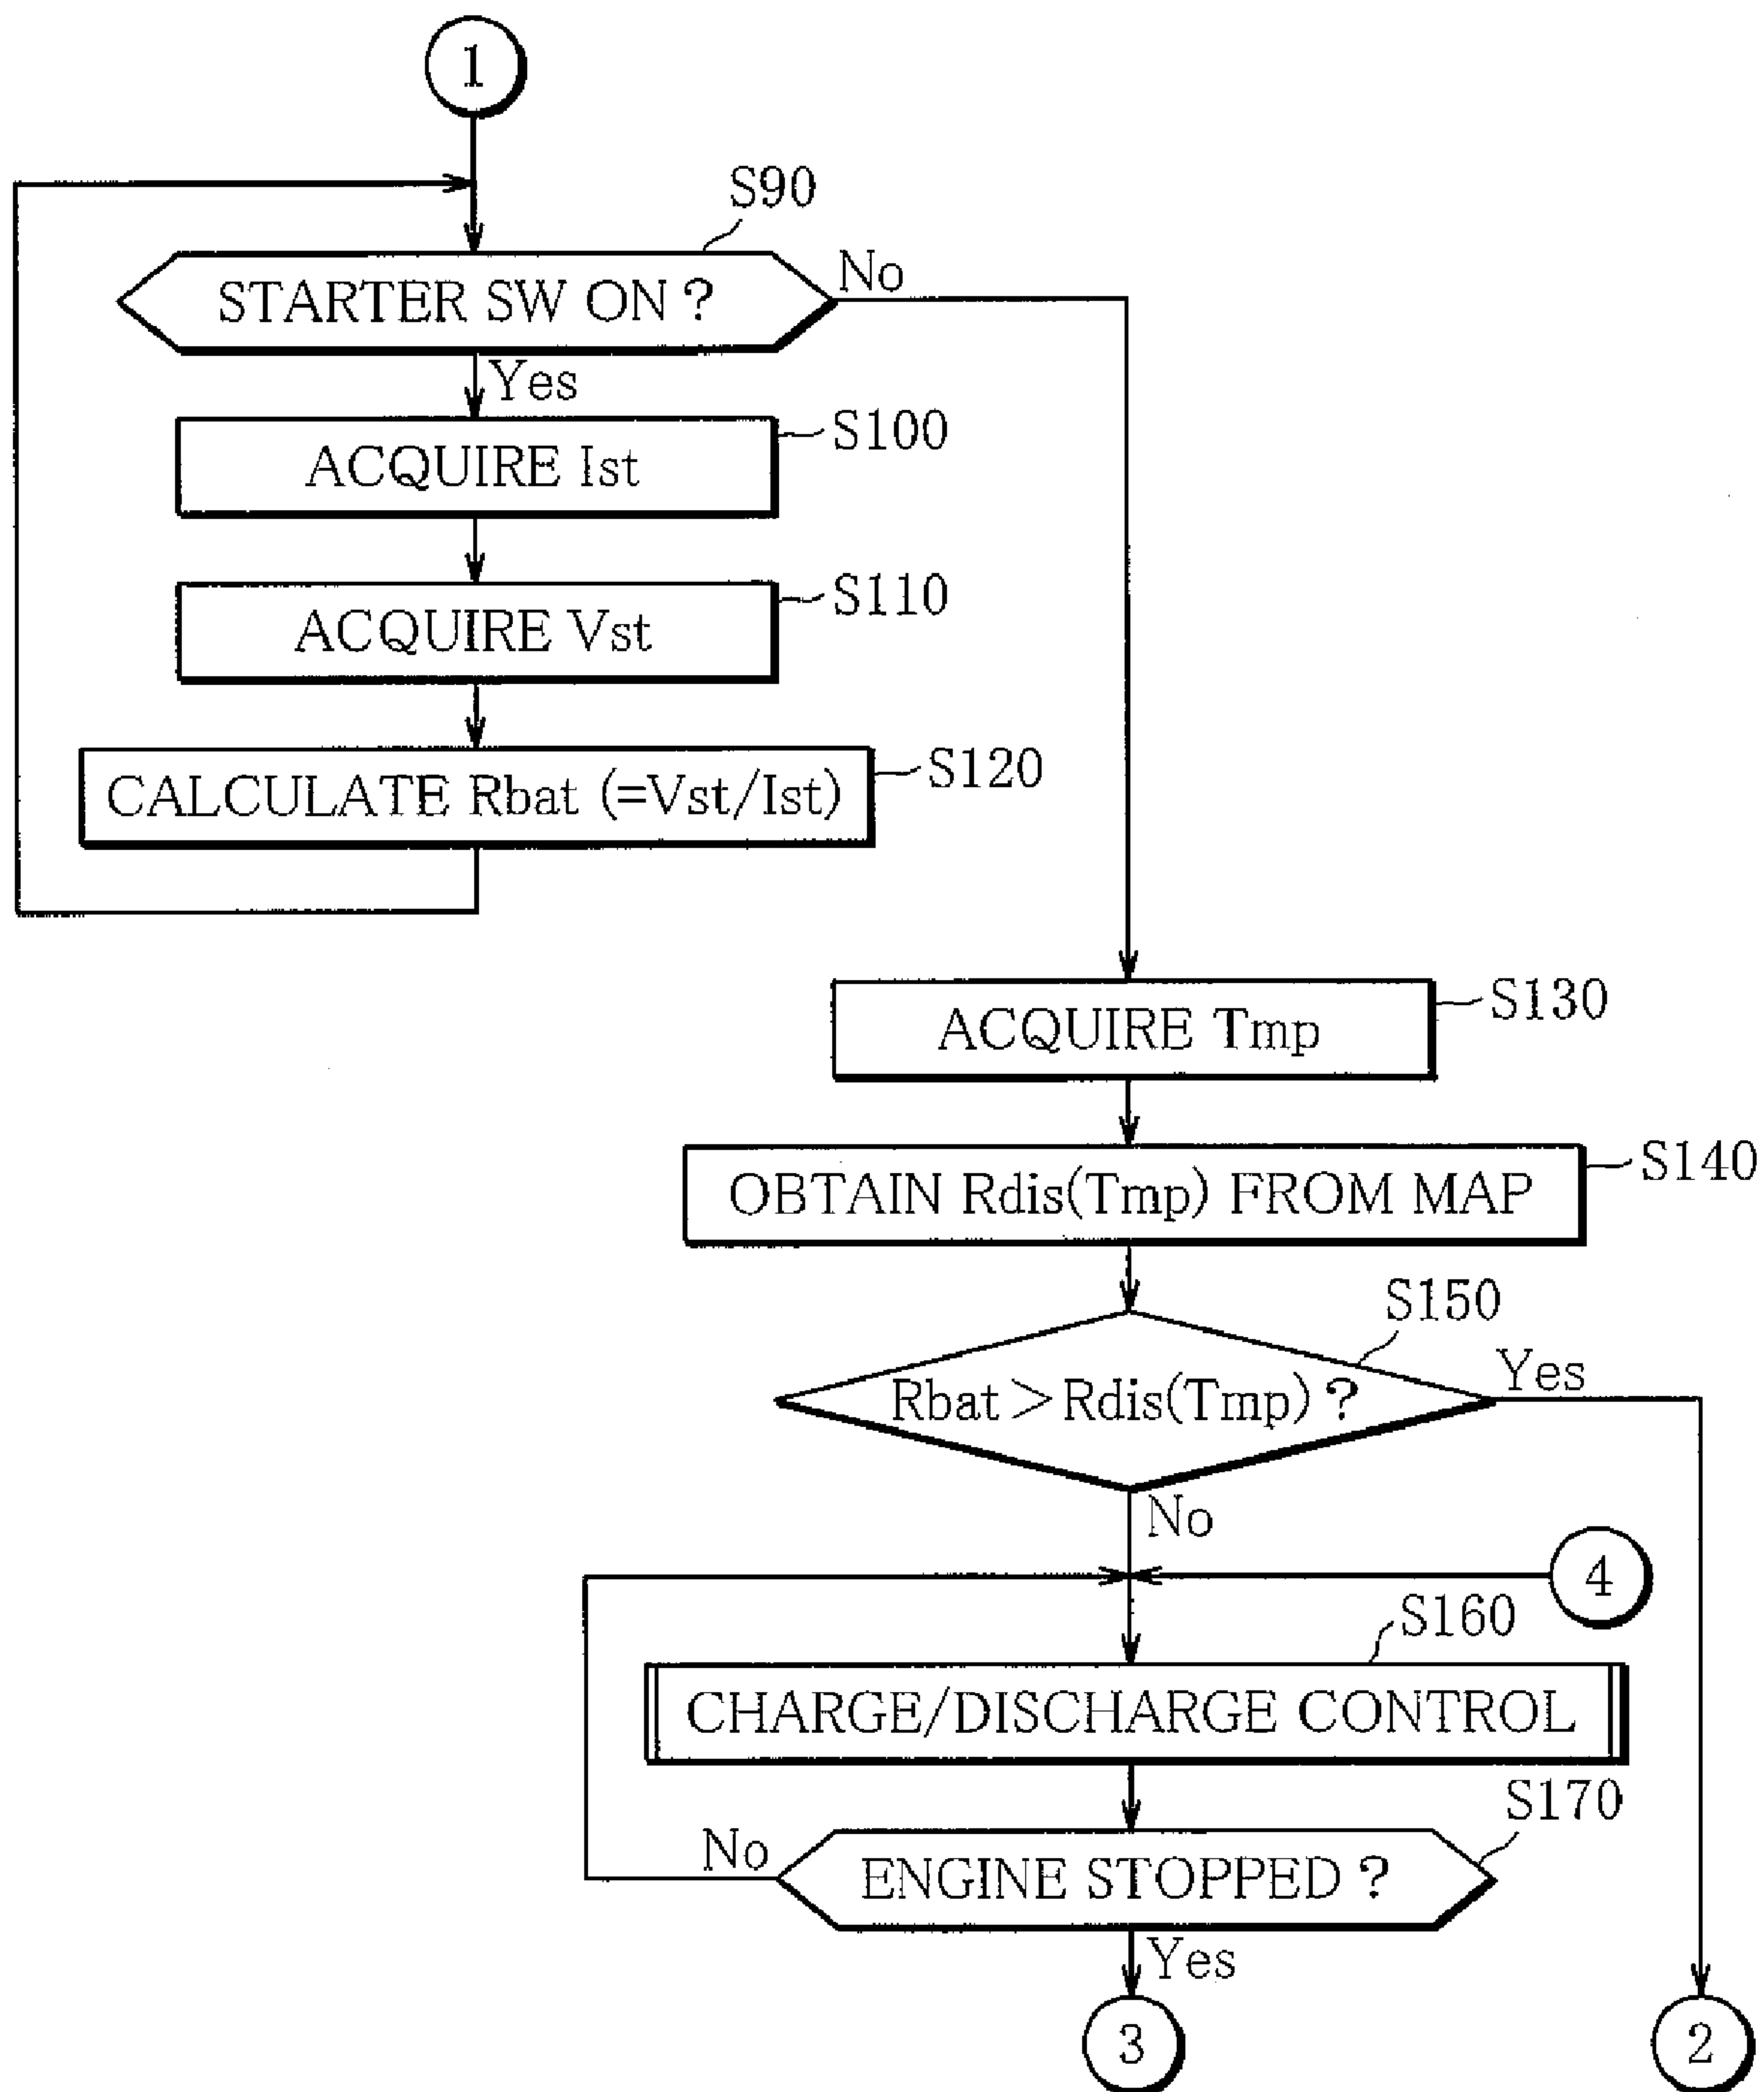 1
S90
STARTER SW ON ?
No
Yes
ACQUIRE Ist
S100
ACQUIRE Vst
S110
CALCULATE Rbat (=Vst/Ist)
S120
ACQUIRE Tmp
S130
OBTAIN Rdis(Tmp) FROM MAP
S140
S150
Rbat > Rdis(Tmp) ?
Yes
No
4
S160
CHARGE/DISCHARGE CONTROL
S170
No
ENGINE STOPPED ?
Yes
3
2